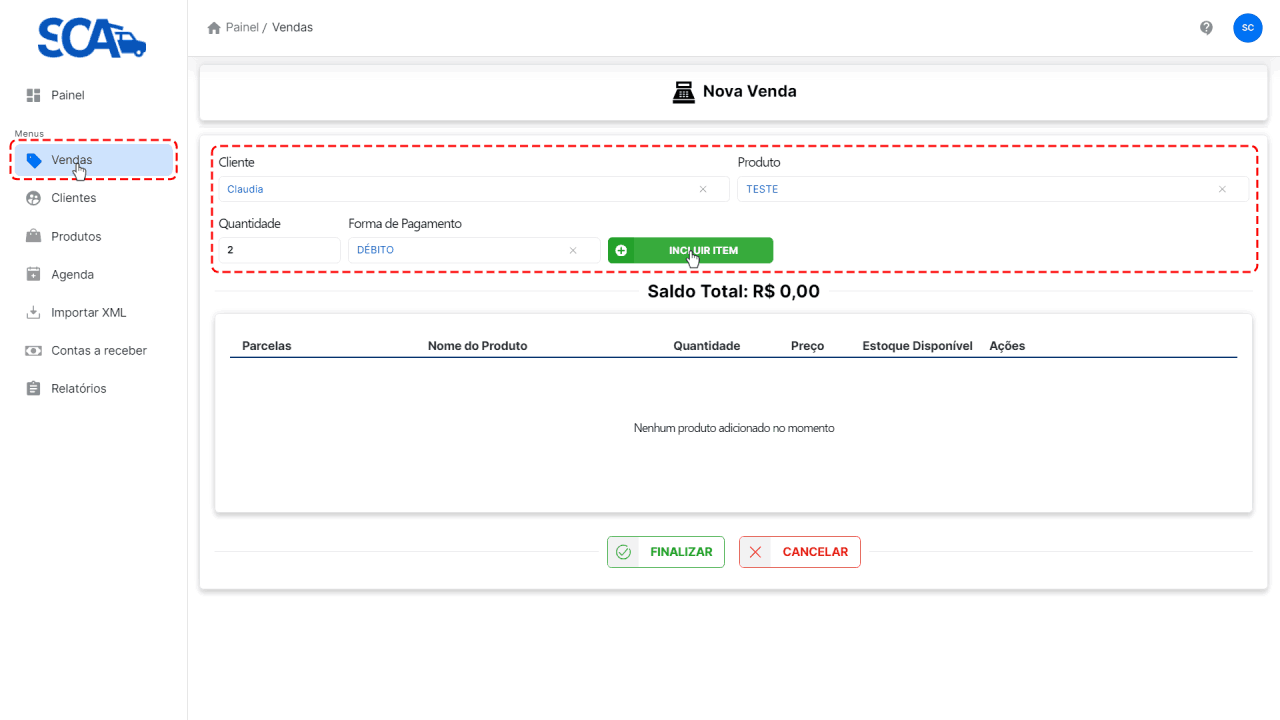 SCA
Painel / Vendas
SC
Painel
Menus
Vendas
Clientes
Produtos
Agenda
Importar XML
Contas a receber
Relatórios
Nova Venda
Cliente
Produto
Claudia
TESTE
Quantidade
Forma de Pagamento
2
DÉBITO
INCLUIR ITEM
Saldo Total: R$ 0,00
Parcelas Nome do Produto Quantidade Preço Estoque Disponível Ações
Nenhum produto adicionado no momento
FINALIZAR
CANCELAR